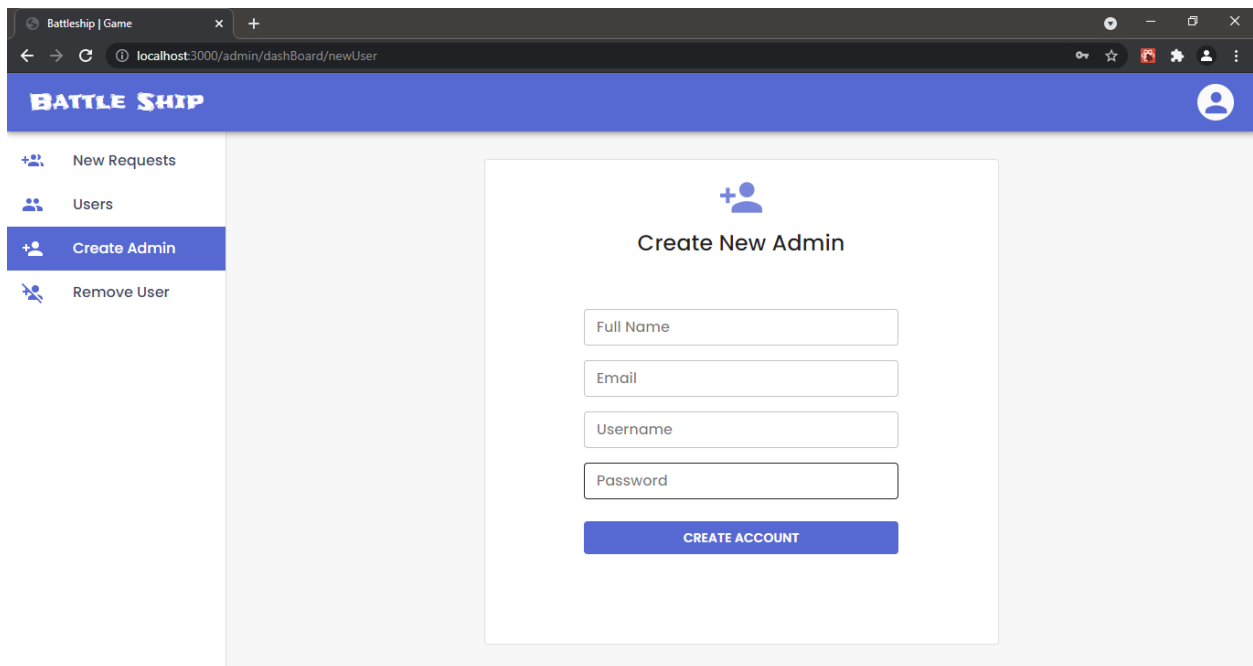 Battleship | Game
localhost:3000/admin/dashBoard/newUser
BATTLE SHIP
New Requests
Users
Create Admin
Remove User
Create New Admin
Full Name
Email
Username
Password
CREATE ACCOUNT